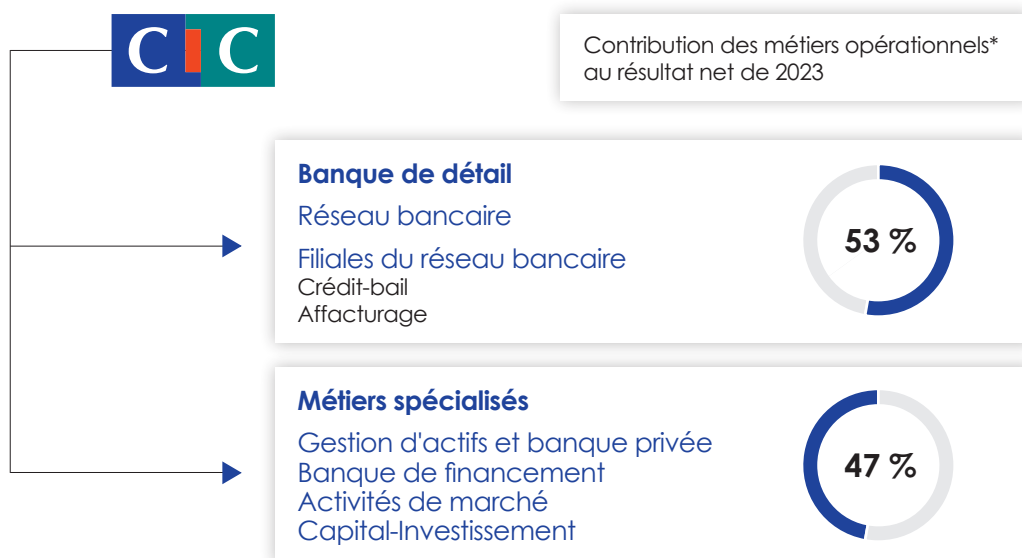 CIC
Contribution des métiers opérationnels*
au résultat net de 2023
Banque de détail
Réseau bancaire
Filiales du réseau bancaire
Crédit-bail
Affacturage
53 %
Métiers spécialisés
Gestion d'actifs et banque privée
Banque de financement
Activités de marché
Capital-Investissement
47 %